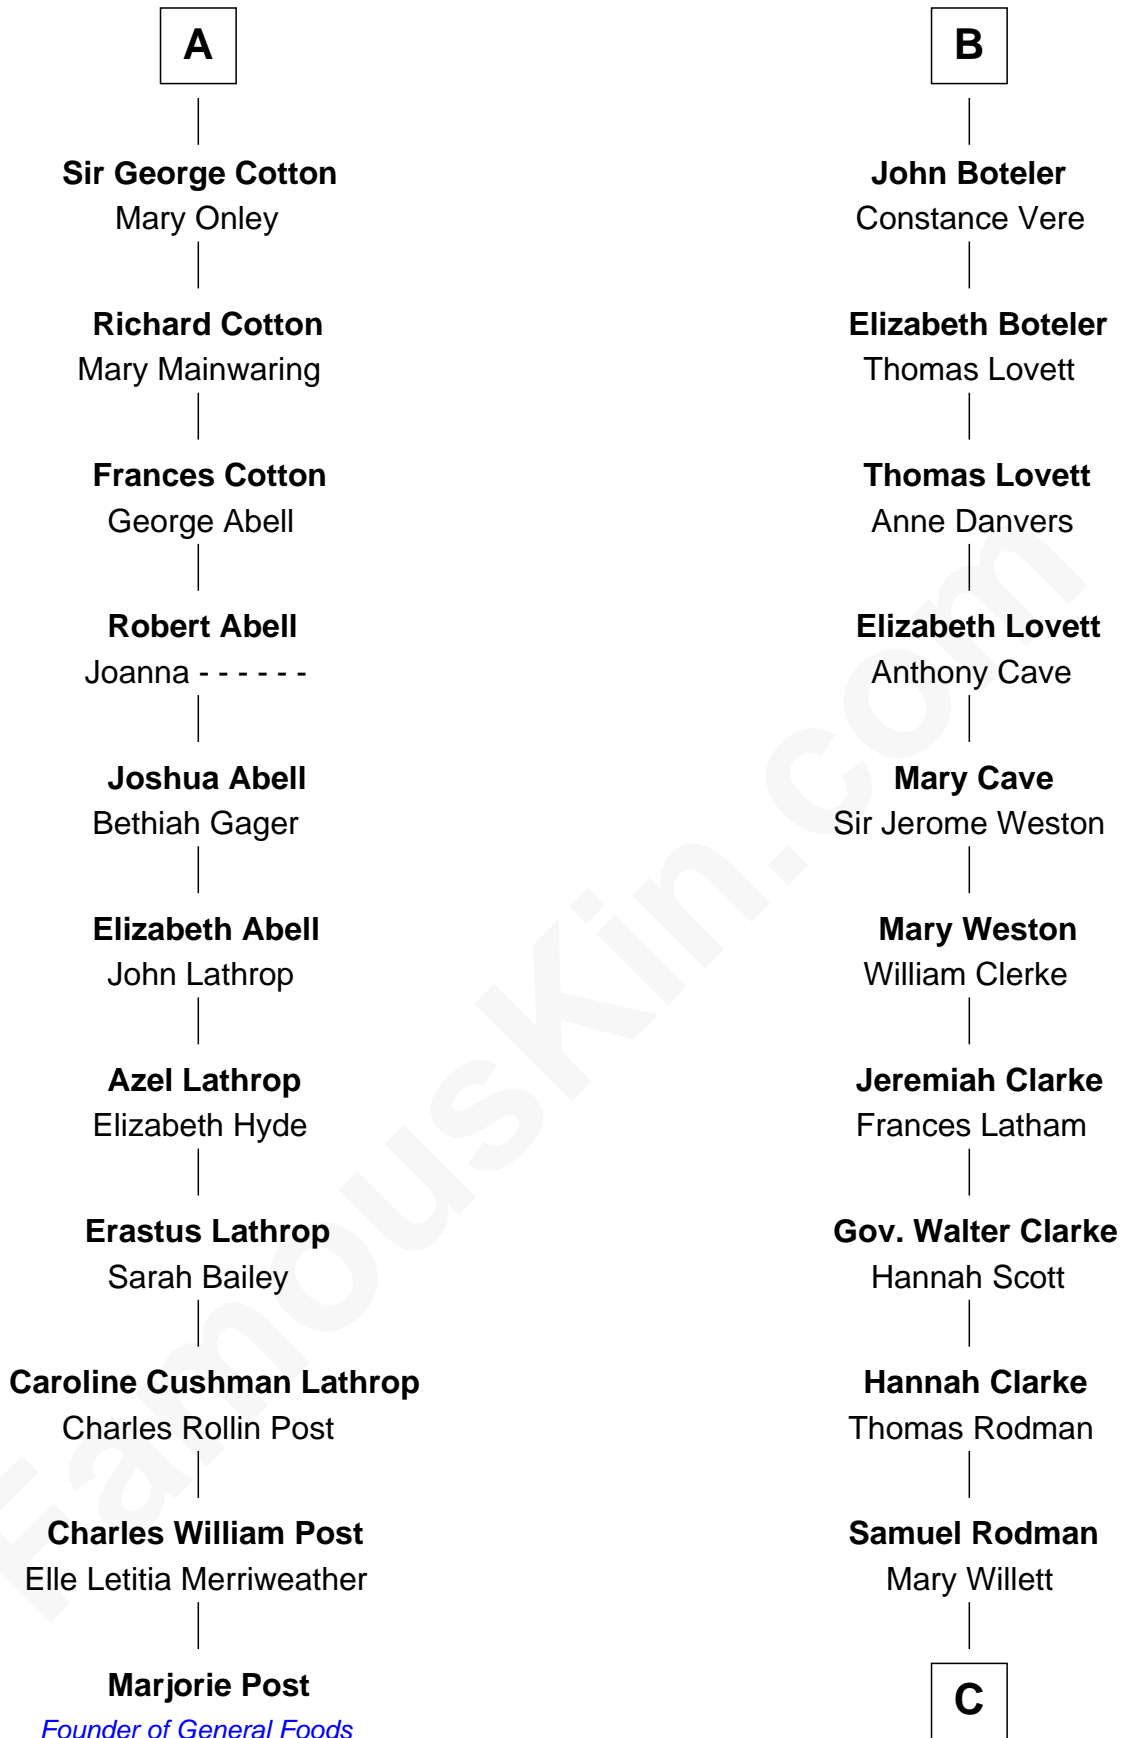 A
Sir George Cotton
Mary Onley
Richard Cotton
Mary Mainwaring
Frances Cotton
George Abell
Robert Abell
Joanna - - - - - -
Joshua Abell
Bethiah Gager
Elizabeth Abell
John Lathrop
Azel Lathrop
Elizabeth Hyde
Erastus Lathrop
Sarah Bailey
Caroline Cushman Lathrop
Charles Rollin Post
Charles William Post
Elle Letitia Merriweather
Marjorie Post
Founder of General Foods
B
John Boteler
Constance Vere
Elizabeth Boteler
Thomas Lovett
Thomas Lovett
Anne Danvers
Elizabeth Lovett
Anthony Cave
Mary Cave
Sir Jerome Weston
Mary Weston
William Clerke
Jeremiah Clarke
Frances Latham
Gov. Walter Clarke
Hannah Scott
Hannah Clarke
Thomas Rodman
Samuel Rodman
Mary Willett
C
FamousKin.com